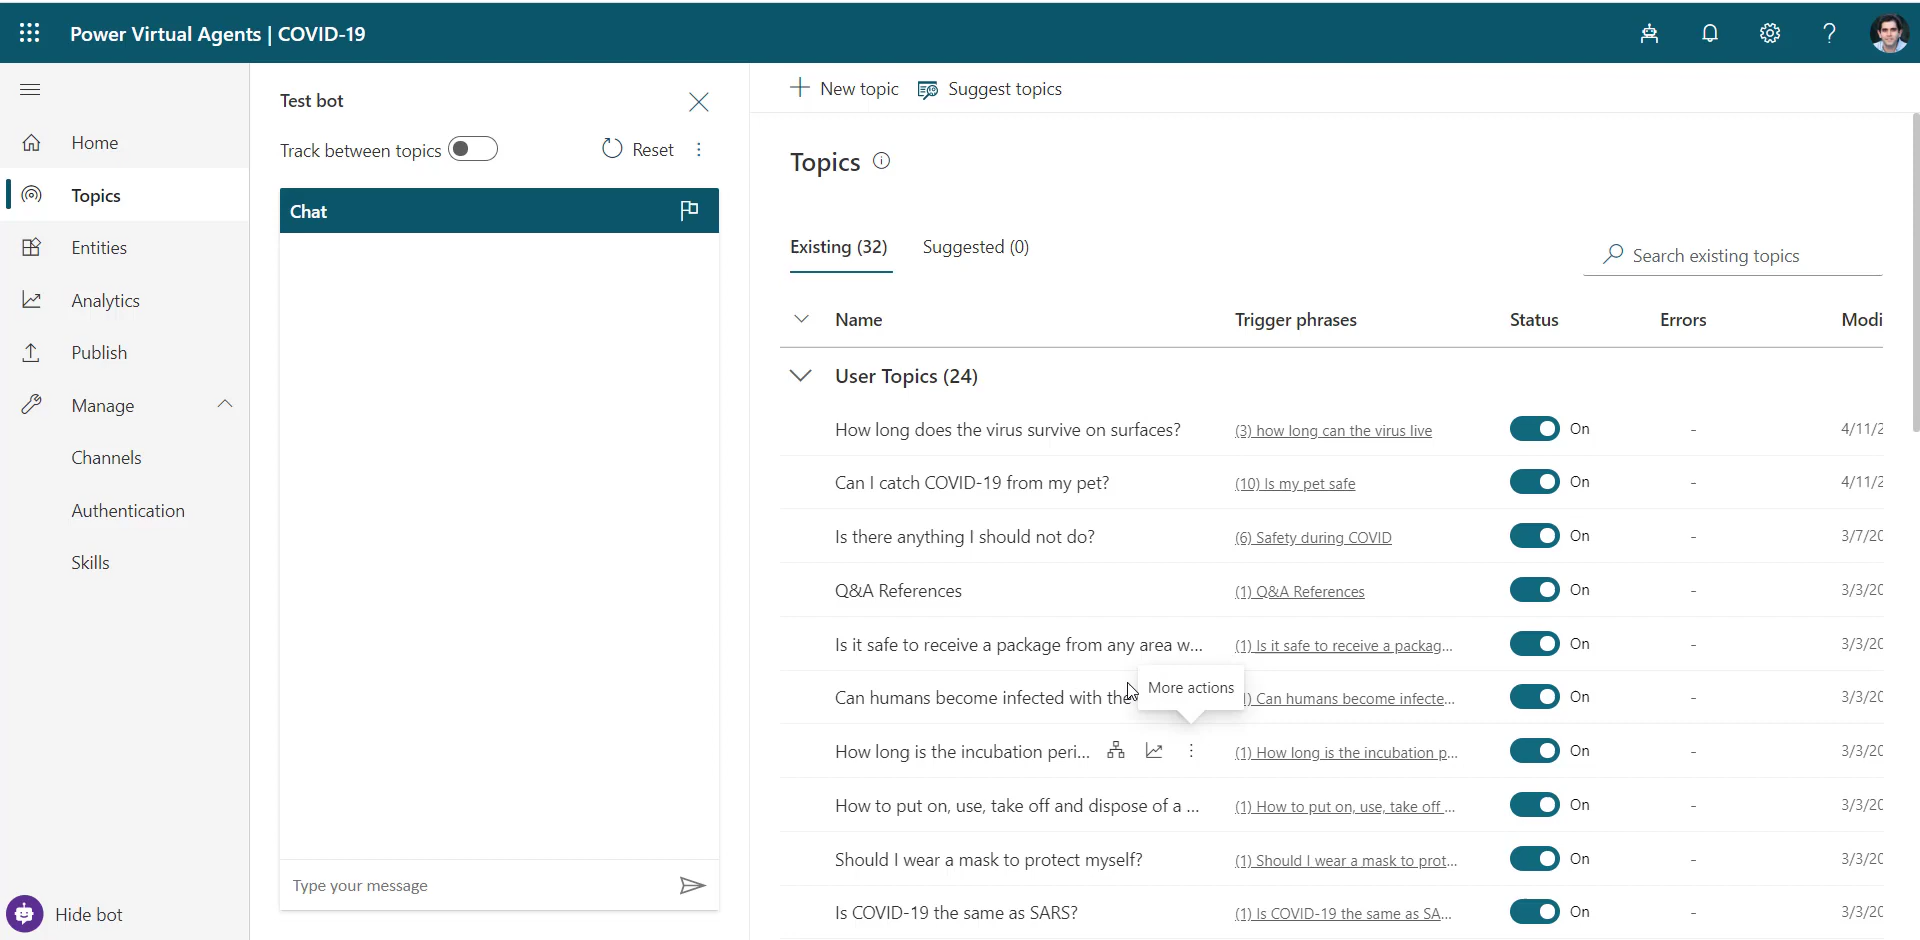 Power Virtual Agents | COVID-19
Home
Topics
Entities
Analytics
Publish
Manage
Channels
Authentication
Skills
Hide bot
Test bot
Track between topics
Reset
Chat
Type your message
New topic
Suggest topics
Topics
Existing (32) Suggested (0)
Search existing topics
Name Trigger phrases Status Errors Modi
User Topics (24)
How long does the virus survive on surfaces? (3) how long can the virus live On - 4/11/2
Can I catch COVID-19 from my pet? (10) Is my pet safe On - 4/11/2
Is there anything I should not do? (6) Safety during COVID On - 3/7/20
Q&A References (1) Q&A References On - 3/3/20
Is it safe to receive a package from any area w... (1) Is it safe to receive a packag... On - 3/3/20
More actions
Can humans become infected with the ) Can humans become infecte... On - 3/3/20
How long is the incubation peri... (1) How long is the incubation p... On - 3/3/20
How to put on, use, take off and dispose of a ... (1) How to put on, use, take off ... On - 3/3/20
Should I wear a mask to protect myself? (1) Should I wear a mask to prot... On - 3/3/20
Is COVID-19 the same as SARS? (1) Is COVID-19 the same as SA... On - 3/3/20